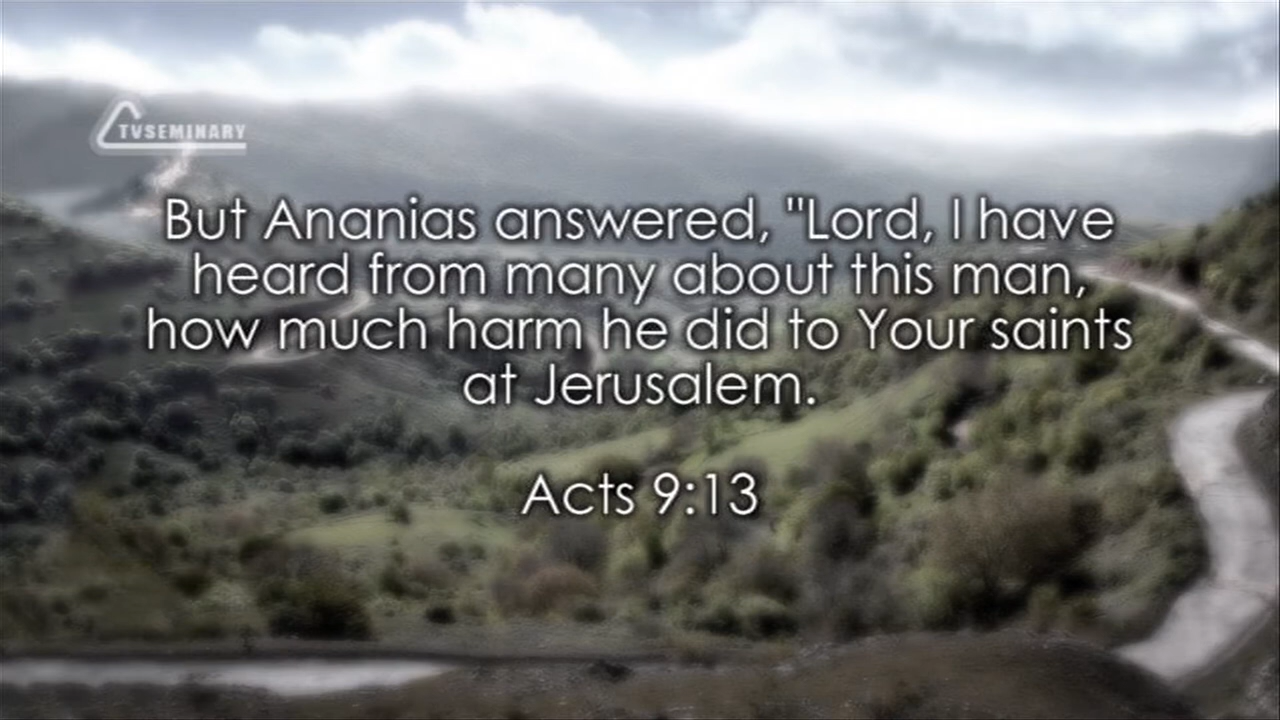 TVSEMINARY
But Ananias answered, "Lord, I have
heard from many about this man,
how much harm he did to Your saints
at Jerusalem.
Acts 9:13